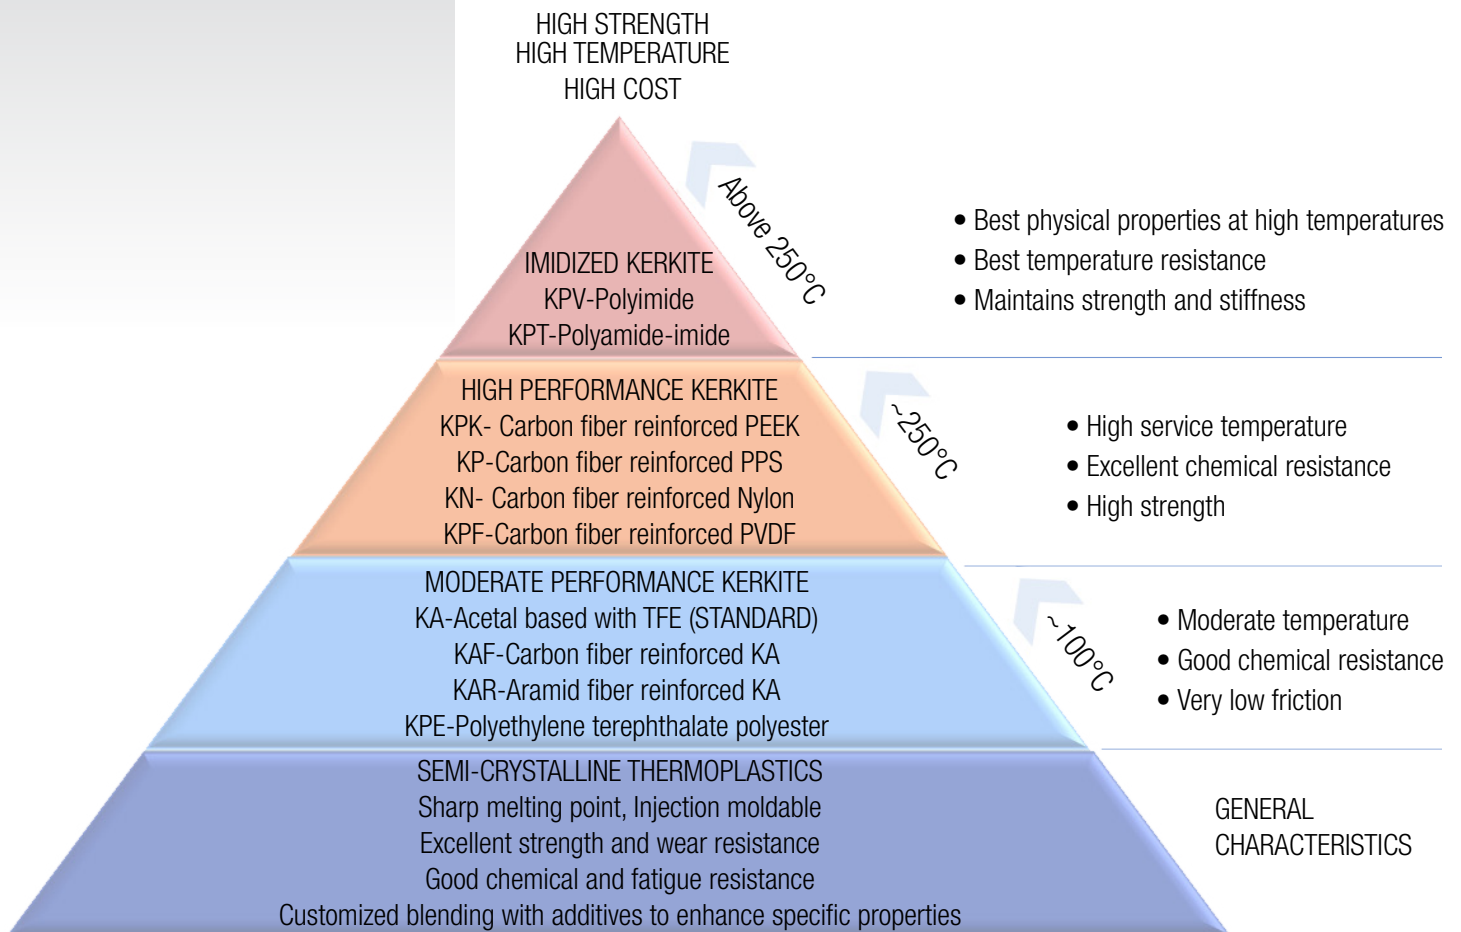 HIGH STRENGTH
HIGH TEMPERATURE
HIGH COST
Above 250°C
IMIDIZED KERKITE
KPV-Polyimide
KPT-Polyamide-imide
• Best physical properties at high temperatures
• Best temperature resistance
• Maintains strength and stiffness
~250°C
HIGH PERFORMANCE KERKITE
KPK- Carbon fiber reinforced PEEK
KP-Carbon fiber reinforced PPS
KN- Carbon fiber reinforced Nylon
KPF-Carbon fiber reinforced PVDF
• High service temperature
• Excellent chemical resistance
• High strength
~100°C
MODERATE PERFORMANCE KERKITE
KA-Acetal based with TFE (STANDARD)
KAF-Carbon fiber reinforced KA
KAR-Aramid fiber reinforced KA
KPE-Polyethylene terephthalate polyester
• Moderate temperature
• Good chemical resistance
• Very low friction
SEMI-CRYSTALLINE THERMOPLASTICS
Sharp melting point, Injection moldable
Excellent strength and wear resistance
Good chemical and fatigue resistance
Customized blending with additives to enhance specific properties
GENERAL
CHARACTERISTICS